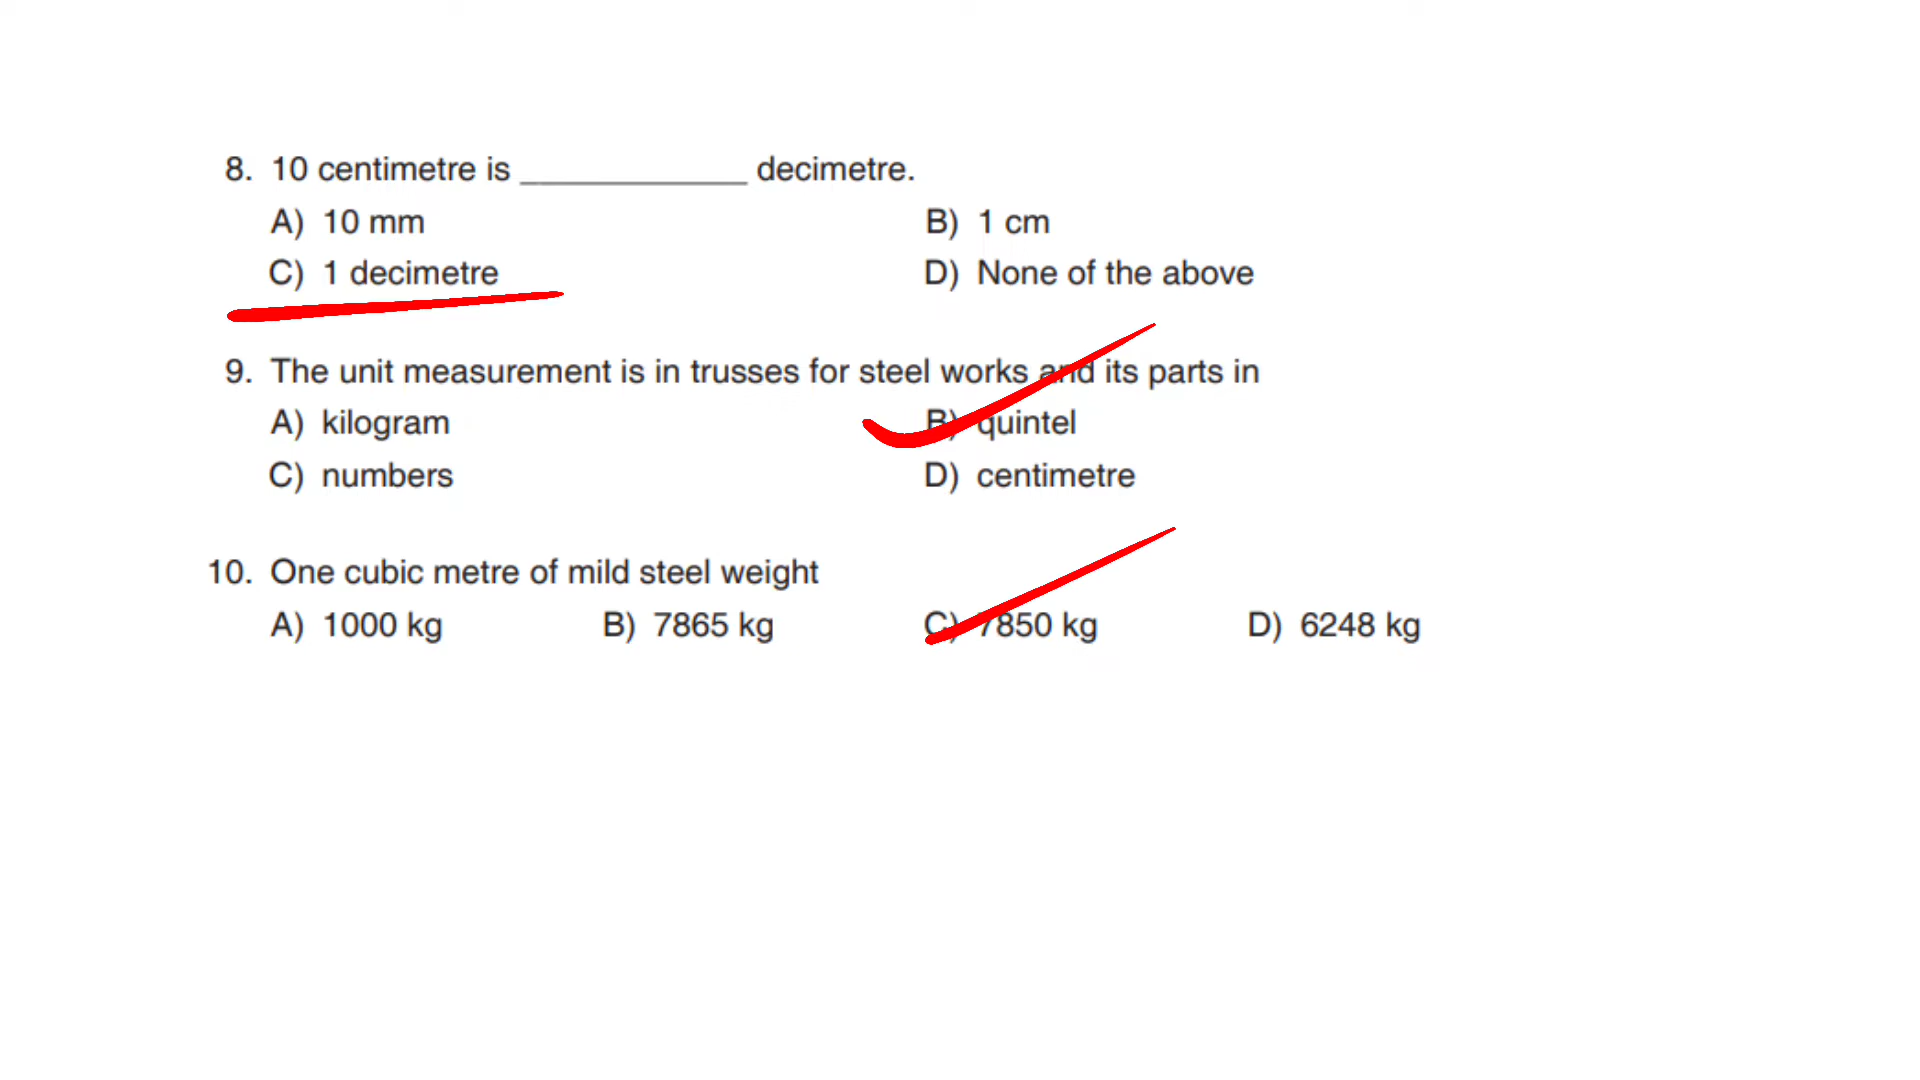 8. 10 centimetre is ____________ decimetre.
A) 10 mm B) 1 cm
C) 1 decimetre D) None of the above
9. The unit measurement is in trusses for steel works and its parts in
A) kilogram B) quintel
C) numbers D) centimetre
10. One cubic metre of mild steel weight
A) 1000 kg B) 7865 kg C) 7850 kg D) 6248 kg